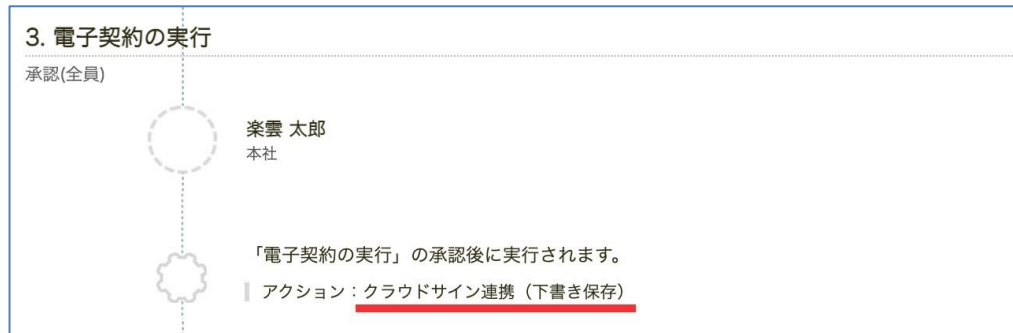 3. 電子契約の実行
承認(全員)
楽雲 太郎
本社
「電子契約の実行」の承認後に実行されます。
アクション：クラウドサイン連携（下書き保存）